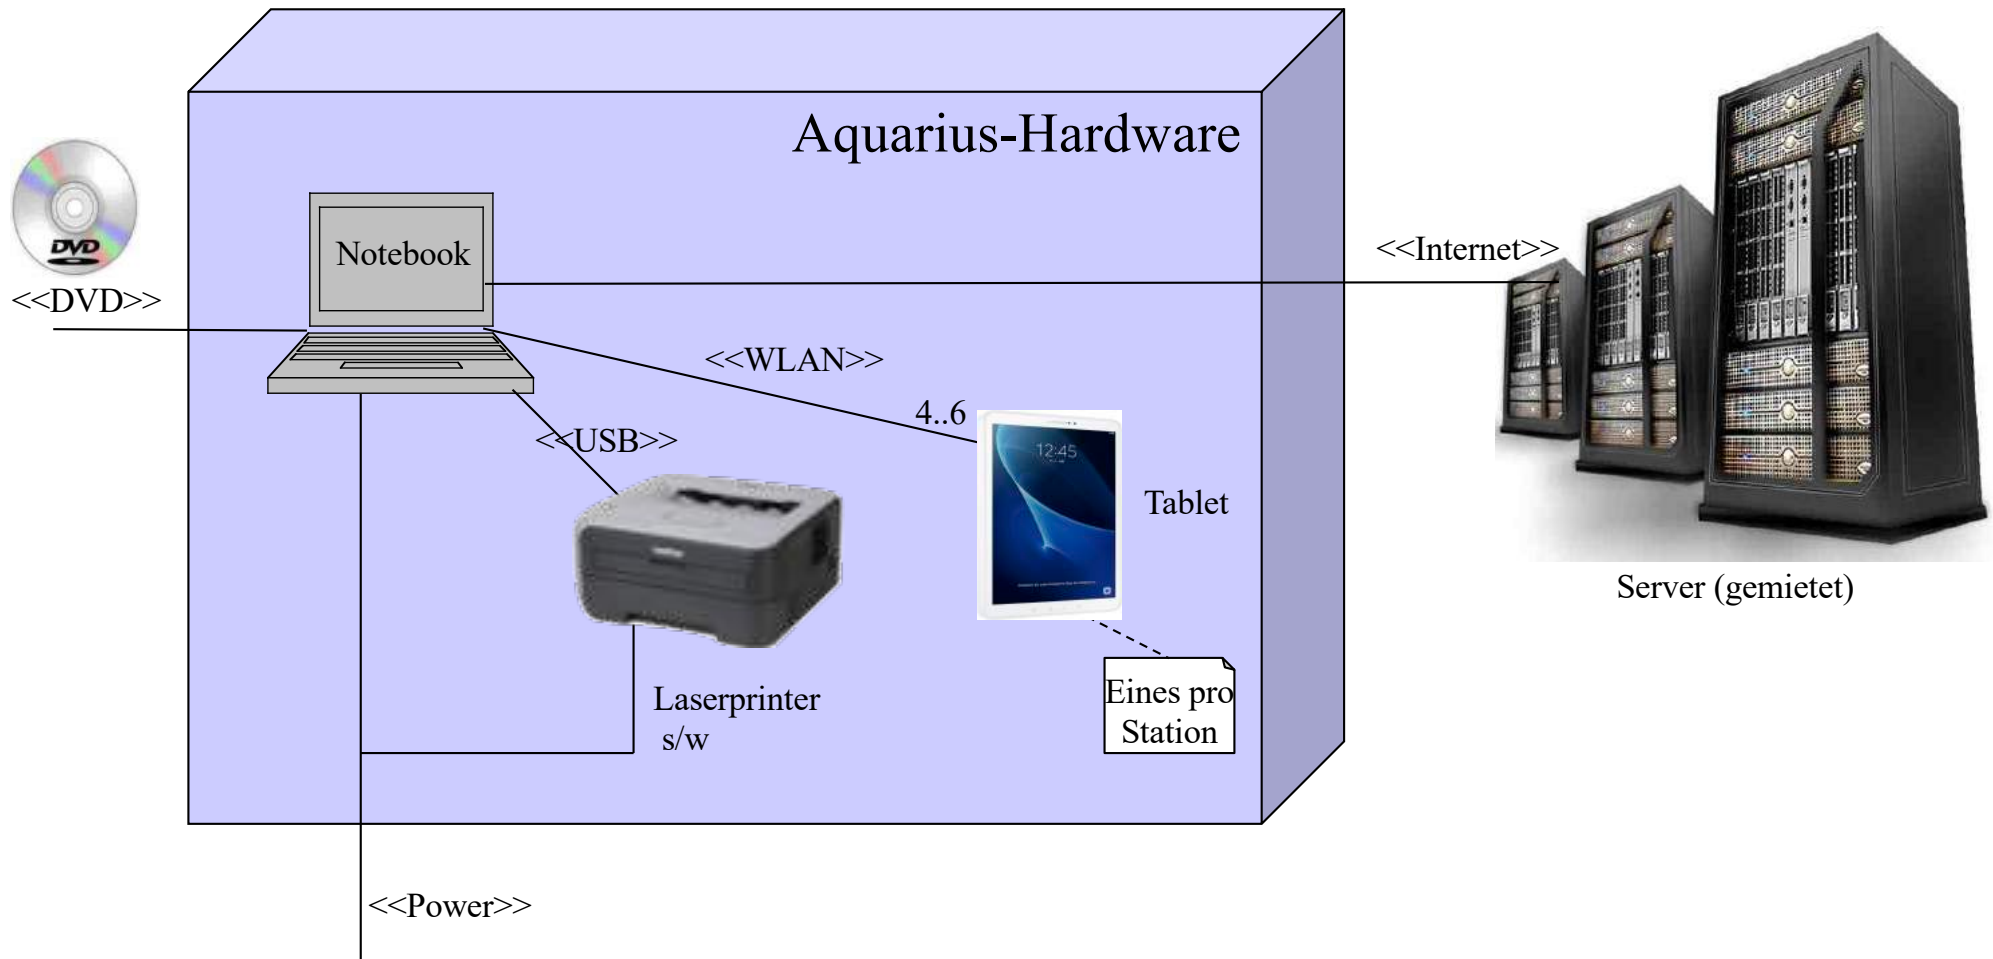 Aquarius-Hardware
DVD
<<DVD>>
Notebook
<<Internet>>
<<WLAN>>
4..6
<<USB>>
12:45
Tablet
Server (gemietet)
Laserprinter
s/w
Eines pro
Station
<<Power>>